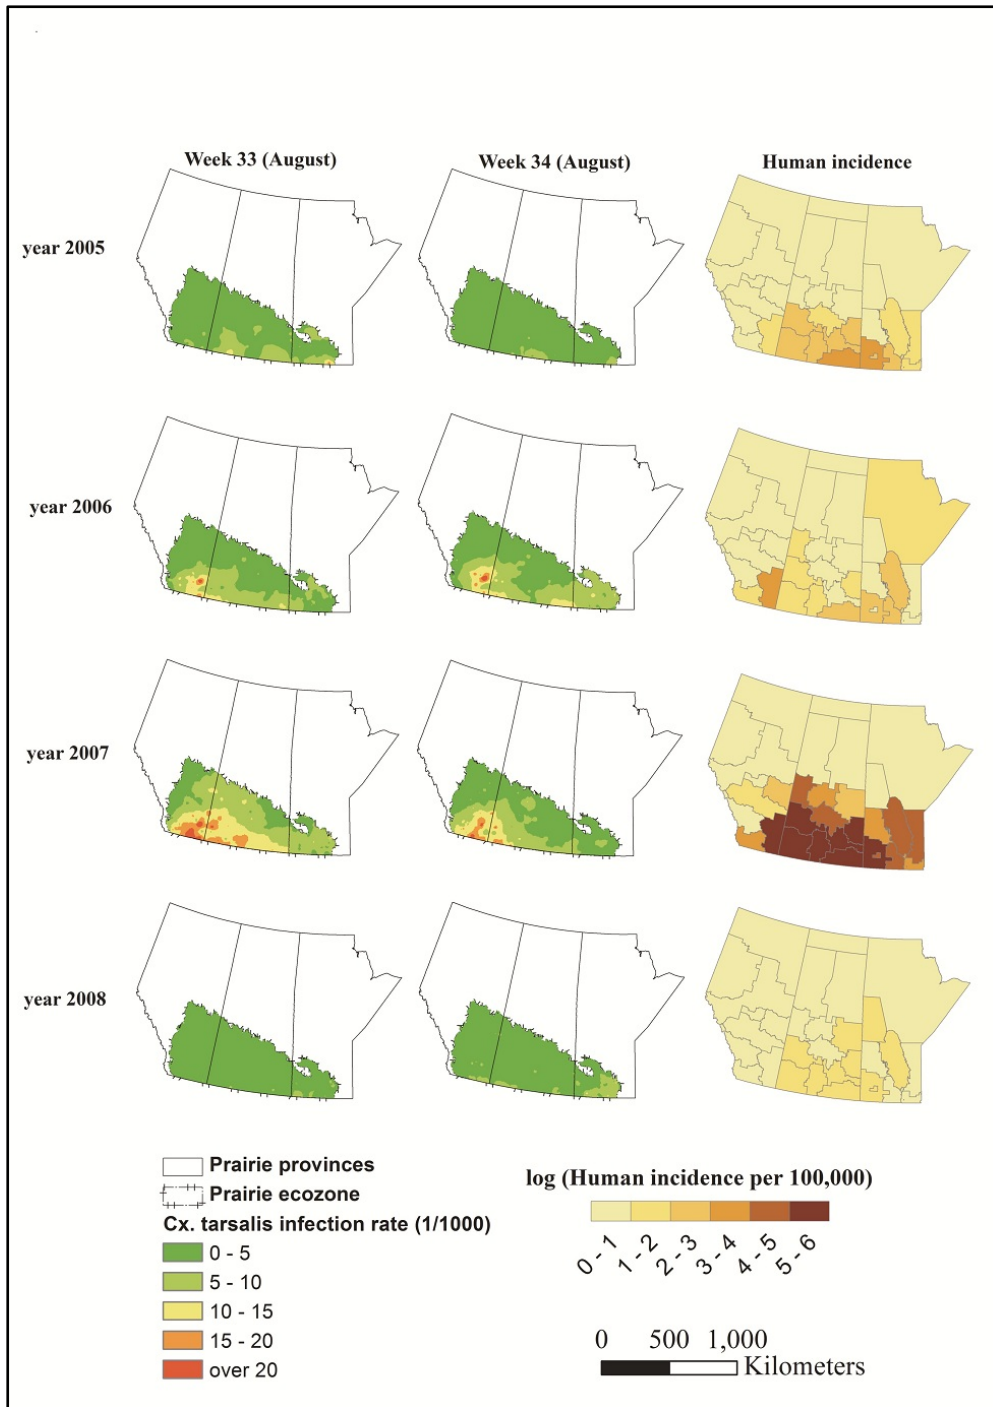 Week 33 (August)
Week 34 (August)
Human incidence
year 2005
year 2006
year 2007
year 2008
Prairie provinces
Prairie ecozone
Cx. tarsalis infection rate (1/1000)
0 - 5
5 - 10
10 - 15
15 - 20
over 20
log (Human incidence per 100,000)
0 - 1
1 - 2
2 - 3
3 - 4
4 - 5
5 - 6
0 500 1,000
Kilometers